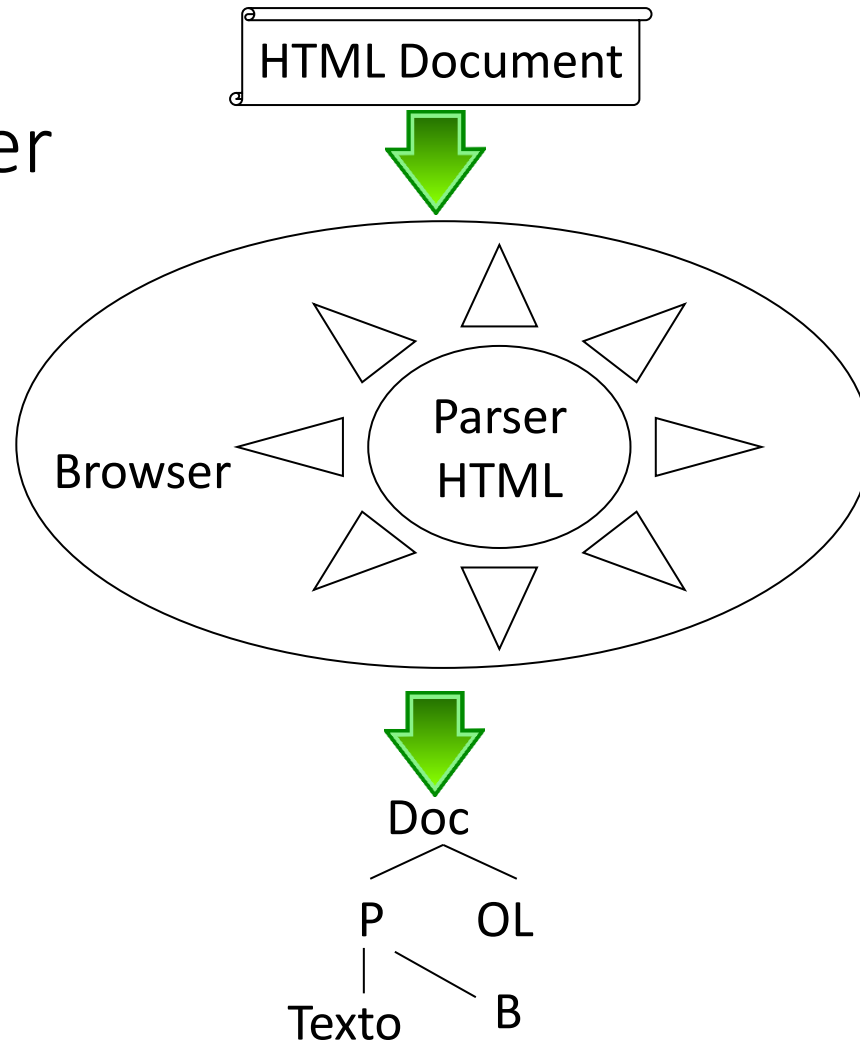 HTML Document
er
Parser
HTML
Browser
Doc
P OL
Texto B